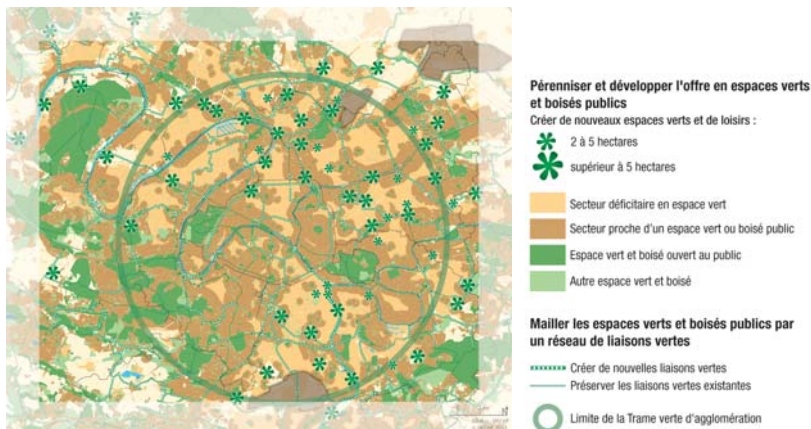 Pérenniser et développer l'offre en espaces verts
et boisés publics
Créer de nouveaux espaces verts et de loisirs :
2 à 5 hectares
supérieur à 5 hectares
Secteur déficitaire en espace vert
Secteur proche d'un espace vert ou boisé public
Espace vert et boisé ouvert au public
Autre espace vert et boisé
Mailler les espaces verts et boisés publics par
un réseau de liaisons vertes
Créer de nouvelles liaisons vertes
Préserver les liaisons vertes existantes
Limite de la Trame verte d'agglomération